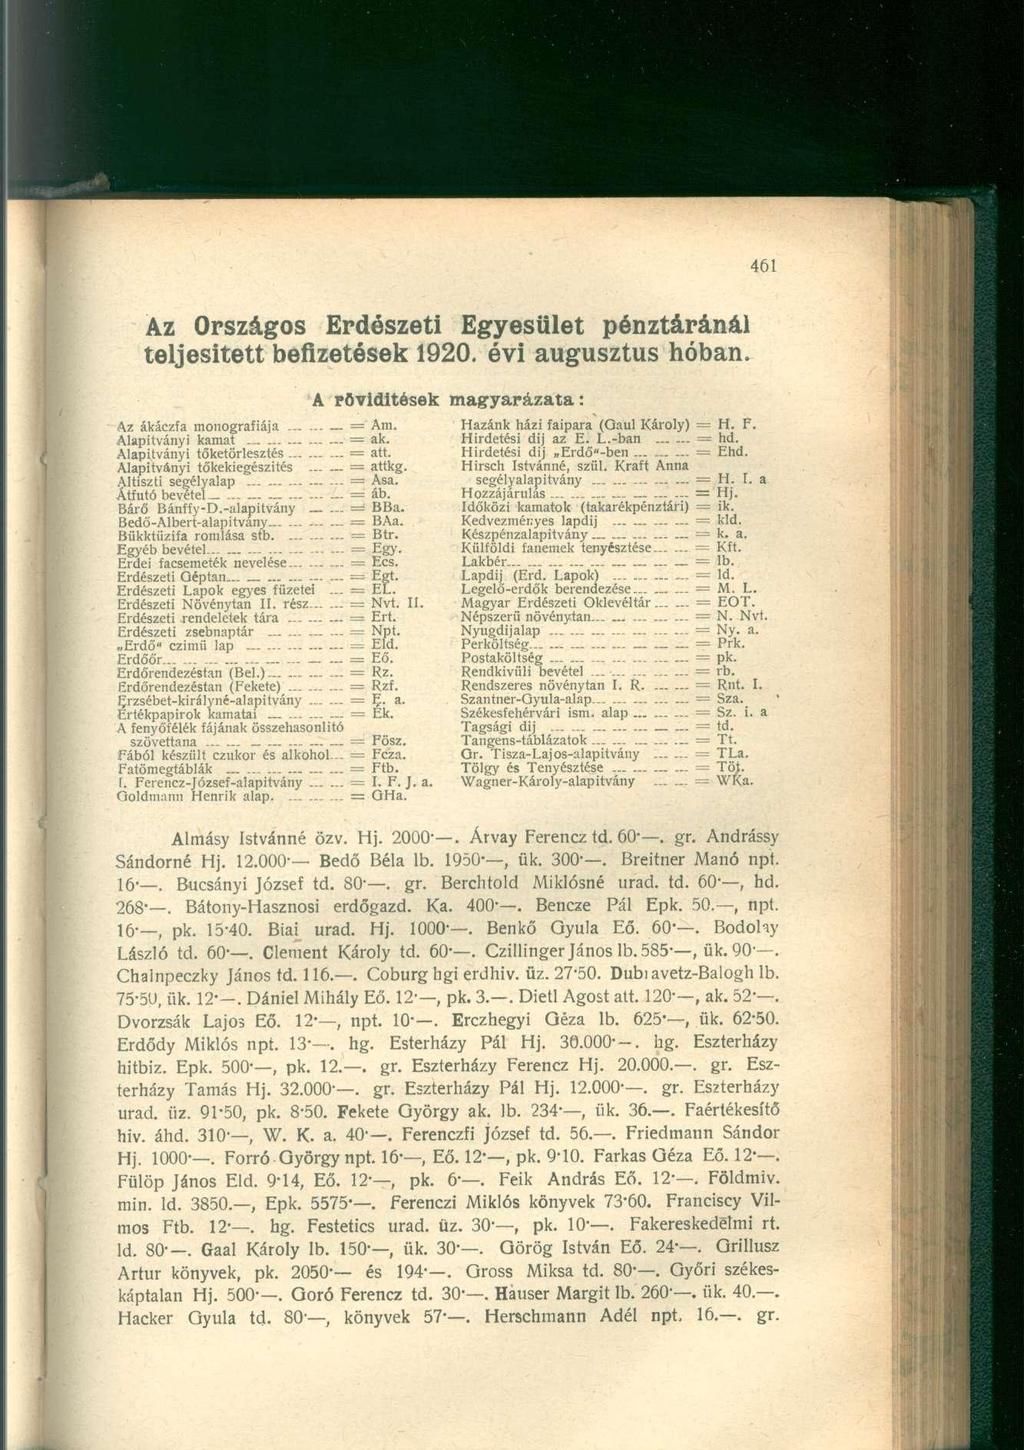 461
Az Országos Erdészeti Egyesület pénztáránál
teljesitett befizetések 1920. évi augusztus hóban.
A röviditések magyarázata:
Az ákáczfa monografiája = Am.
Alapitványi kamat = ak.
Alapitványi tőketörlesztés = att.
Alapitványi tőkekiegészités = attkg.
Altiszti segélyalap = Asa.
Átfutó bevétel = áb.
Báró Bánffy-D.-alapitvány = BBa.
Bedő-Albert-alapitvány = BAa.
Bükktüzifa romlása stb. = Btr.
Egyéb bevétel = Egy.
Erdei facsemeték nevelése = Ecs.
Erdészeti Géptan = Egt.
Erdészeti Lapok egyes füzetei = EL.
Erdészeti Növénytan II. rész = Nvt. II.
Erdészeti rendeletek tára = Ert.
Erdészeti zsebnaptár = Npt.
„Erdő" czimü lap = Eld.
Erdőőr = Eő.
Erdőrendezéstan (Bel.) = Rz.
Erdőrendezéstan (Fekete) = Rzf.
Erzsébet-királyné-alapitvány = E. a.
Értékpapirok kamatai = Ék.
A fenyőfélék fájának összehasonlitó
szövettana = Fösz.
Fából készült czukor és alkohol = Fcza.
Fatömegtáblák = Ftb.
I. Ferencz-József-alapitvány = I. F. J. a.
Goldmann Henrik alap. = GHa.
Hazánk házi faipara (Gaul Károly) = H. F.
Hirdetési dij az E. L.-ban = hd.
Hirdetési dij „Erdő"-ben = Ehd.
Hirsch Istvánné, szül. Kraft Anna
segélyalapitvány = H. I. a
Hozzájárulás = Hj.
Időközi kamatok (takarékpénztári) = ik.
Kedvezményes lapdij = kld.
Készpénzalapitvány = k. a.
Külföldi fanemek tenyésztése = Kft.
Lakbér = lb.
Lapdij (Erd. Lapok) = ld.
Legelő-erdők berendezése = M. L.
Magyar Erdészeti Oklevéltár = EOT.
Népszerü növénytan = N. Nvt.
Nyugdijalap = Ny. a.
Perköltség = Prk.
Postaköltség = pk.
Rendkivüli bevétel = rb.
Rendszeres növénytan I. R. = Rnt. I.
Szantner-Gyula-alap = Sza.
Székesfehérvári ism. alap = Sz. i. a
Tagsági dij = td.
Tangens-táblázatok = Tt.
Gr. Tisza-Lajos-alapitvány = TLa.
Tölgy és Tenyésztése = Töt.
Wagner-Károly-alapitvány = WKa.
Almásy Istvánné özv. Hj. 2000·—. Árvay Ferencz td. 60·—. gr. Andrássy
Sándorné Hj. 12.000·— Bedő Béla lb. 1950·—, ük. 300·—. Breitner Manó npt.
16·—. Bucsányi József td. 80·—. gr. Berchtold Miklósné urad. td. 60·—, hd.
268·—. Bátony-Hasznosi erdőgazd. Ka. 400·—. Bencze Pál Epk. 50.—, npt.
16·—, pk. 15·40. Biai urad. Hj. 1000·—. Benkő Gyula Eő. 60·—. Bodolay
László td. 60·—. Clement Károly td. 60·—. Czillinger János lb. 585·—, ük. 90·—.
Chalnpeczky János td. 116.—. Coburg hgi erdhiv. üz. 27·50. Dubravetz-Balogh lb.
75·50, ük. 12·—. Dániel Mihály Eő. 12·—, pk. 3.—. Dietl Agost att. 120·—, ak. 52·—.
Dvorzsák Lajos Eő. 12·—, npt. 10·—. Erczhegyi Géza lb. 625·—, ük. 62·50.
Erdődy Miklós npt. 13·—. hg. Esterházy Pál Hj. 30.000·—. hg. Eszterházy
hitbiz. Epk. 500·—, pk. 12.—. gr. Eszterházy Ferencz Hj. 20.000.—. gr. Esz-
terházy Tamás Hj. 32.000·—. gr. Eszterházy Pál Hj. 12.000·—. gr. Eszterházy
urad. üz. 91·50, pk. 8·50. Fekete György ak. lb. 234·—, ük. 36.—. Faértékesítő
hiv. áhd. 310·—, W. K. a. 40·—. Ferenczfi József td. 56.—. Friedmann Sándor
Hj. 1000·—. Forró György npt. 16·—, Eő. 12·—, pk. 9·10. Farkas Géza Eő. 12·—.
Fülöp János Eld. 9·14, Eő. 12·—, pk. 6·—. Feik András Eő. 12·—. Földmiv.
min. ld. 3850.—, Epk. 5575·—. Ferenczi Miklós könyvek 73·60. Franciscy Vil-
mos Ftb. 12·—. hg. Festetics urad. üz. 30·—, pk. 10·—. Fakereskedelmi rt.
ld. 80·—. Gaal Károly lb. 150·—, ük. 30·—. Görög István Eő. 24·—. Grillusz
Artur könyvek, pk. 2050·— és 194·—. Gross Miksa td. 80·—. Győri székes-
káptalan Hj. 500·—. Goró Ferencz td. 30·—. Hauser Margit lb. 260·—. ük. 40.—.
Hacker Gyula td. 80·—, könyvek 57·—. Herschmann Adél npt. 16.—. gr.